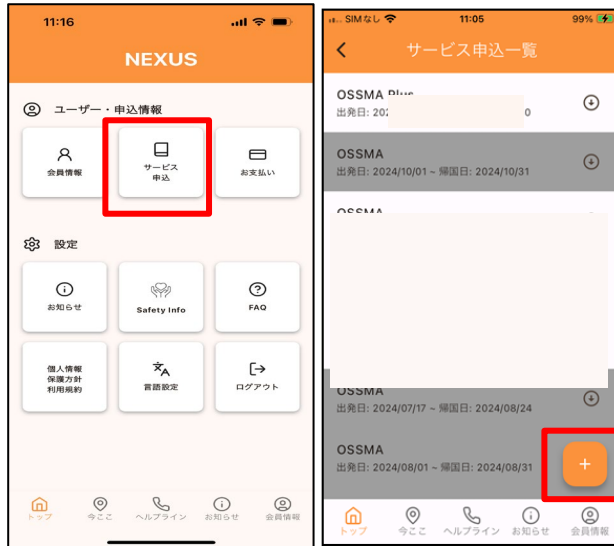 11:16
NEXUS
ユーザー・申込情報
会員情報
サービス
申込
お支払い
設定
お知らせ
Safety Info
FAQ
個人情報
保護方針
利用規約
言語設定
ログアウト
トップ
今ここ
ヘルプライン
お知らせ
会員情報
SIMなし
11:05
99%
サービス申込一覧
OSSMA Plus
出発日: 202
0
OSSMA
出発日: 2024/10/01 ~ 帰国日: 2024/10/31
OSSMA
OSSMA
出発日: 2024/07/17 ~ 帰国日: 2024/08/24
OSSMA
出発日: 2024/08/01 ~ 帰国日: 2024/08/31
+
トップ
今ここ
ヘルプライン
お知らせ
会員情報